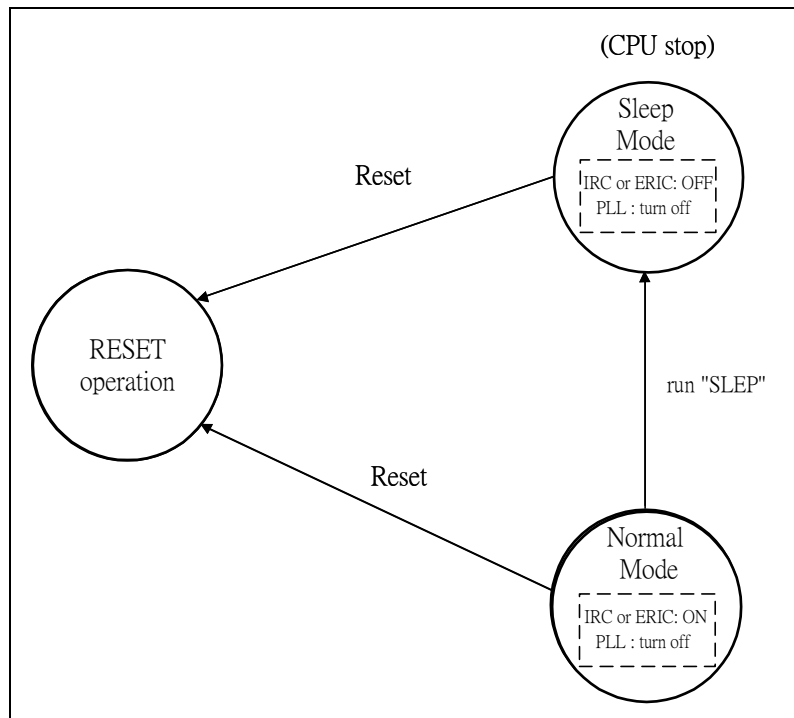 (CPU stop)
Sleep
Mode
IRC or ERIC: OFF
PLL : turn off
Reset
RESET
operation
run "SLEP"
Reset
Normal
Mode
IRC or ERIC: ON
PLL : turn off